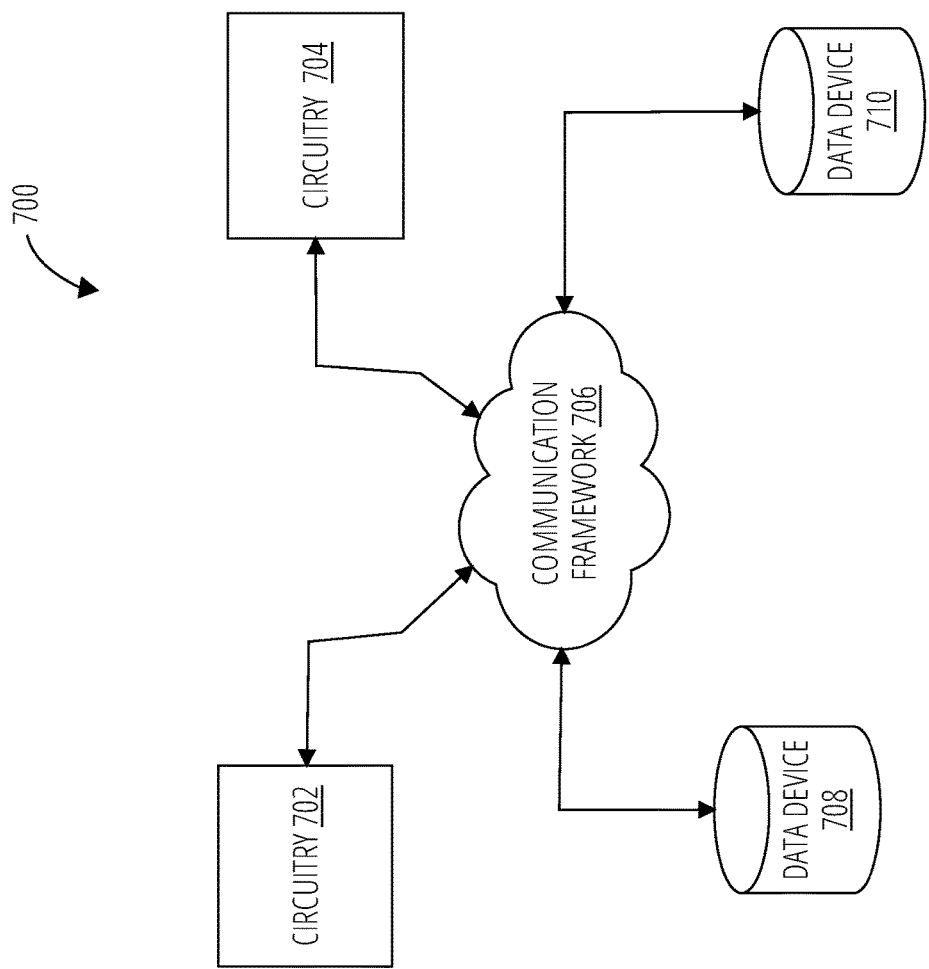 700
CIRCUITRY 702
CIRCUITRY 704
COMMUNICATION
FRAMEWORK 706
DATA DEVICE
708
DATA DEVICE
710